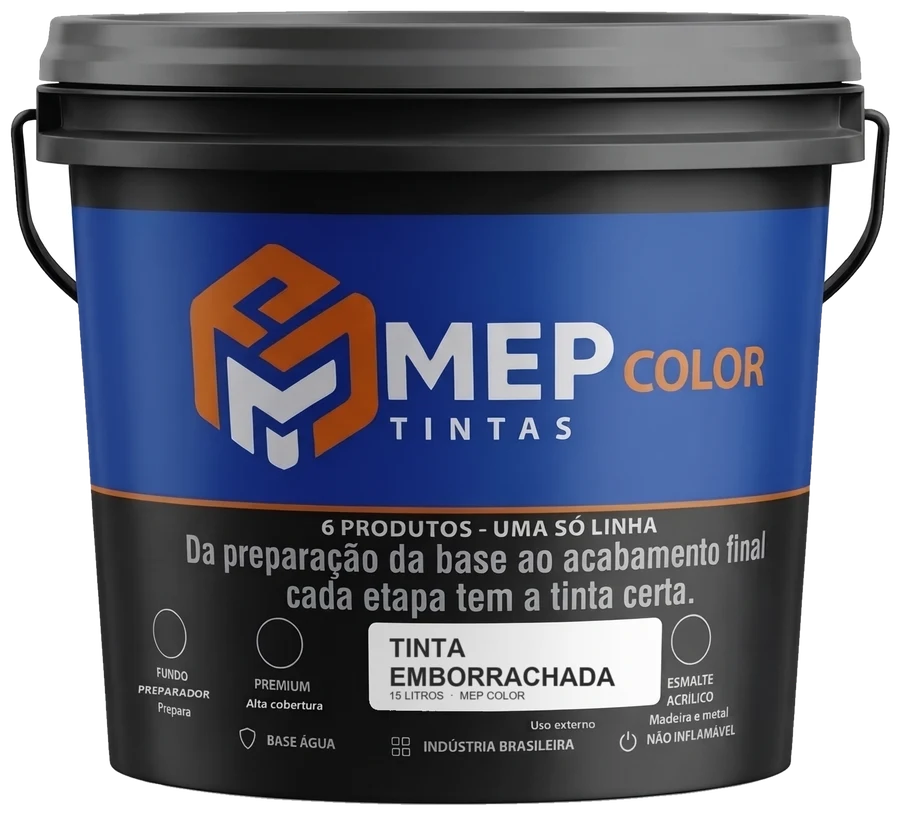 MEP COLOR
TINTAS
6 PRODUTOS - UMA SÓ LINHA
Da preparação da base ao acabamento final
cada etapa tem a tinta certa.
FUNDO
PREPARADOR
Prepara
PREMIUM
Alta cobertura
TINTA
EMBORRACHADA
15 LITROS · MEP COLOR
Uso externo
ESMALTE
ACRÍLICO
Madeira e metal
BASE ÁGUA
INDÚSTRIA BRASILEIRA
NÃO INFLAMÁVEL